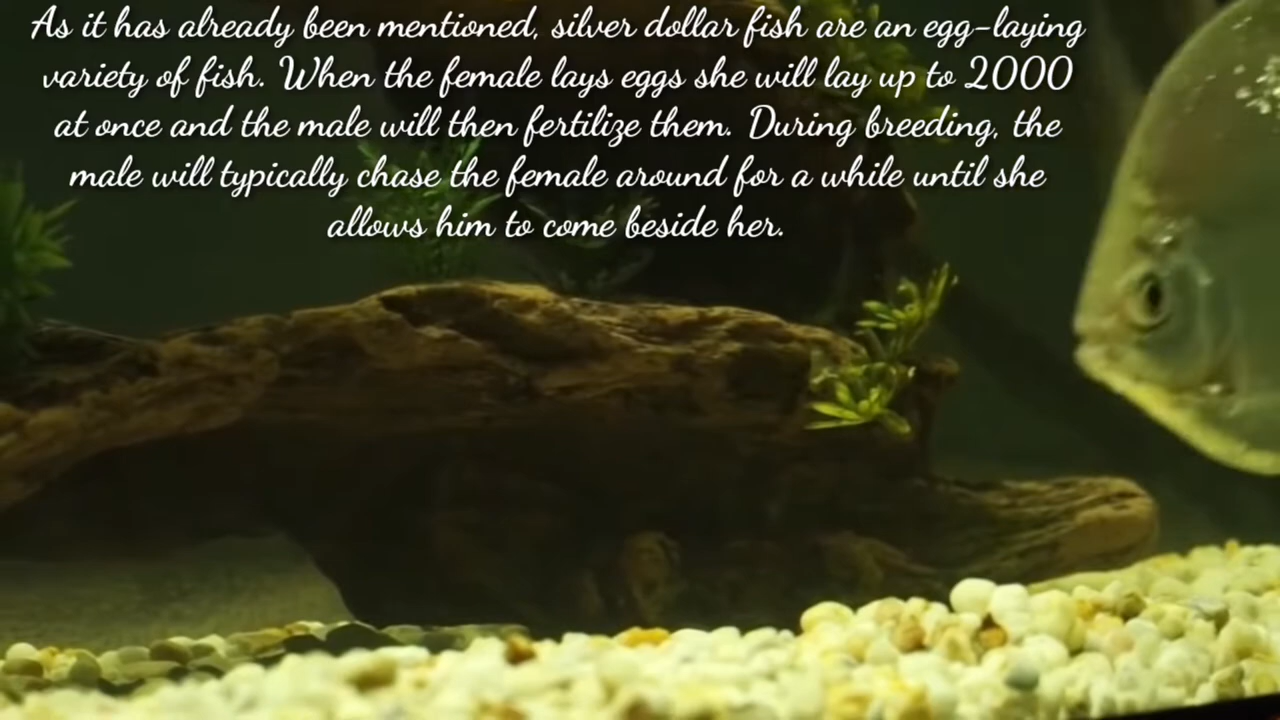 As it has already been mentioned, silver dollar fish are an egg-laying
variety of fish. When the female lays eggs she will lay up to 2000
at once and the male will then fertilize them. During breeding, the
male will typically chase the female around for a while until she
allows him to come beside her.